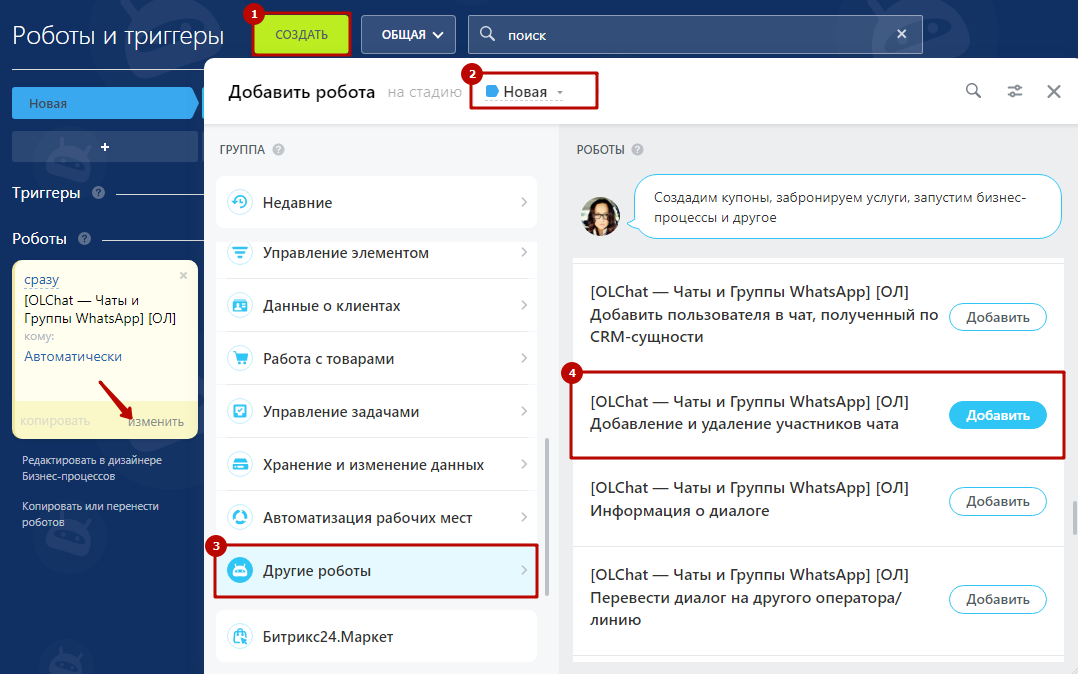 Роботы и триггеры
1
СОЗДАТЬ
ОБЩАЯ
поиск
Новая
+
Триггеры ?
Роботы ?
сразу
[OLChat — Чаты и
Группы WhatsApp] [ОЛ]
кому:
Автоматически
копировать
изменить
Редактировать в дизайнере
Бизнес-процессов
Копировать или перенести
роботов
Добавить робота на стадию
2
Новая
ГРУППА ?
Недавние
Управление элементом
Данные о клиентах
Работа с товарами
Управление задачами
Хранение и изменение данных
Автоматизация рабочих мест
3
Другие роботы
Битрикс24.Маркет
РОБОТЫ ?
Создадим купоны, забронируем услуги, запустим бизнес-
процессы и другое
[OLChat — Чаты и Группы WhatsApp] [ОЛ]
Добавить пользователя в чат, полученный по
CRM-сущности
Добавить
4
[OLChat — Чаты и Группы WhatsApp] [ОЛ]
Добавление и удаление участников чата
Добавить
[OLChat — Чаты и Группы WhatsApp] [ОЛ]
Информация о диалоге
Добавить
[OLChat — Чаты и Группы WhatsApp] [ОЛ]
Перевести диалог на другого оператора/
линию
Добавить